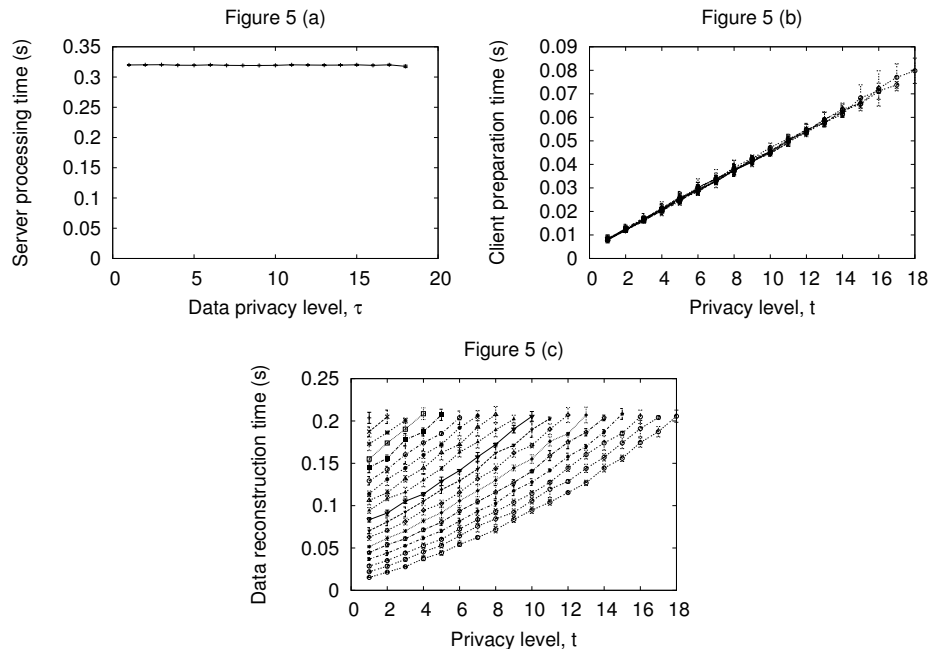 Figure 5 (a)
Server processing time (s)
0.35
0.3
0.25
0.2
0.15
0.1
0.05
0
0 5 10 15 20
Data privacy level, τ
Figure 5 (b)
Client preparation time (s)
0.09
0.08
0.07
0.06
0.05
0.04
0.03
0.02
0.01
0
0 2 4 6 8 10 12 14 16 18
Privacy level, t
Figure 5 (c)
Data reconstruction time (s)
0.25
0.2
0.15
0.1
0.05
0
0 2 4 6 8 10 12 14 16 18
Privacy level, t